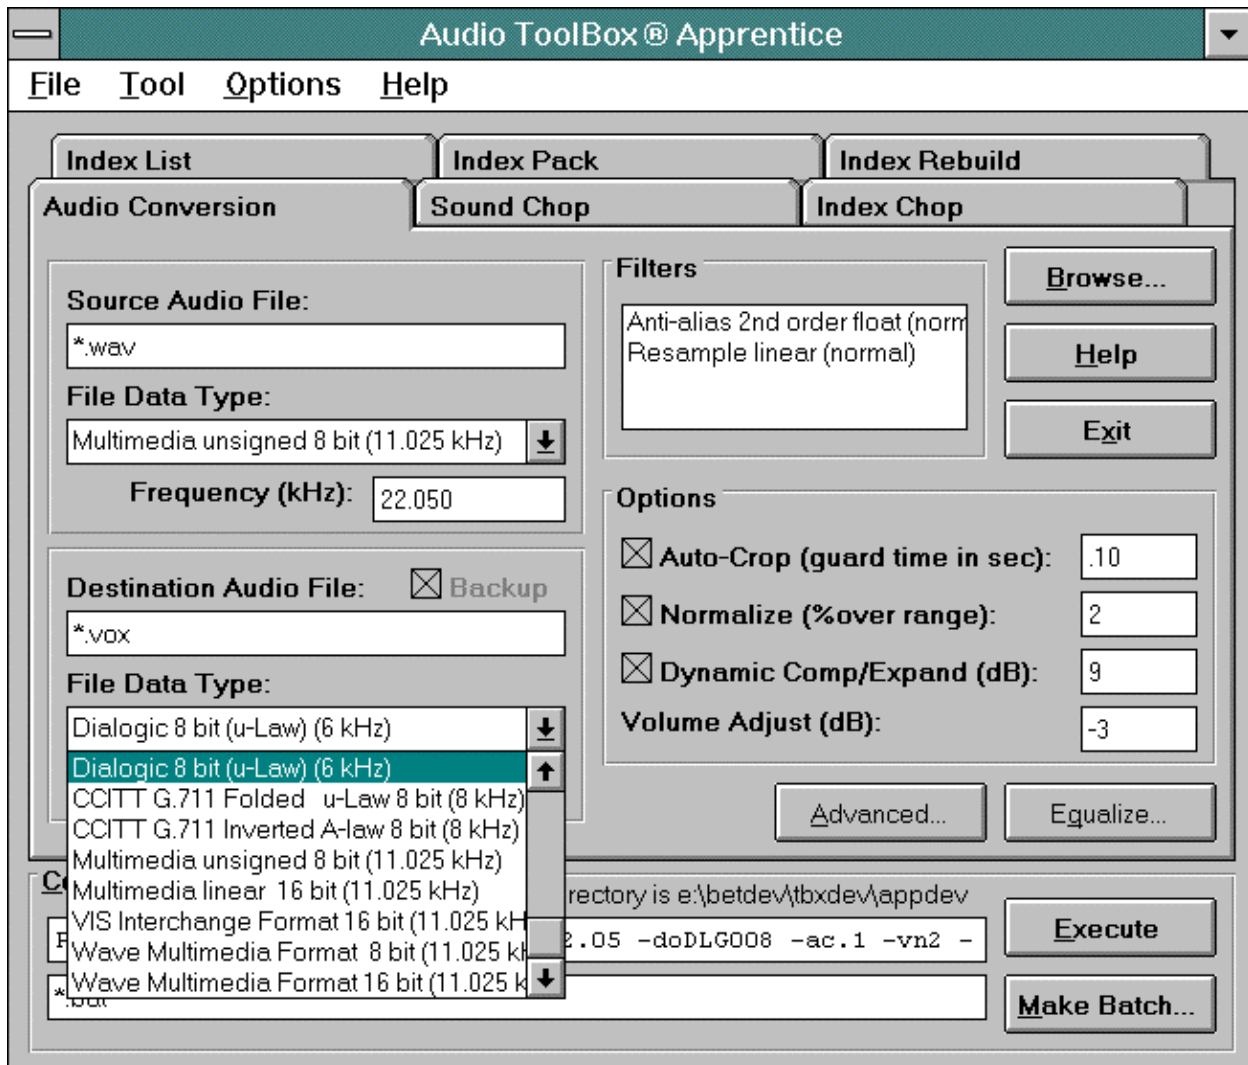 Audio ToolBox® Apprentice
File Tool Options Help
Index List Index Pack Index Rebuild
Audio Conversion Sound Chop Index Chop
Source Audio File:
*.wav
File Data Type:
Multimedia unsigned 8 bit (11.025 kHz)
Frequency (kHz): 22.050
Destination Audio File: Backup
*.vox
File Data Type:
Dialogic 8 bit (u-Law) (6 kHz)
Dialogic 8 bit (u-Law) (6 kHz)
CCITT G.711 Folded u-Law 8 bit (8 kHz)
CCITT G.711 Inverted A-law 8 bit (8 kHz)
Multimedia unsigned 8 bit (11.025 kHz)
Multimedia linear 16 bit (11.025 kHz)
VIS Interchange Format 16 bit (11.025 kH
Wave Multimedia Format 8 bit (11.025 kH
Wave Multimedia Format 16 bit (11.025 k
Filters
Anti-alias 2nd order float (norm
Resample linear (normal)
Browse...
Help
Exit
Options
Auto-Crop (guard time in sec): .10
Normalize (%over range): 2
Dynamic Comp/Expand (dB): 9
Volume Adjust (dB): -3
Advanced... Equalize...
rectory is e:\betdev\tbxdev\appdev
2.05 -doDLG008 -ac.1 -vn2 -
Execute
Make Batch...